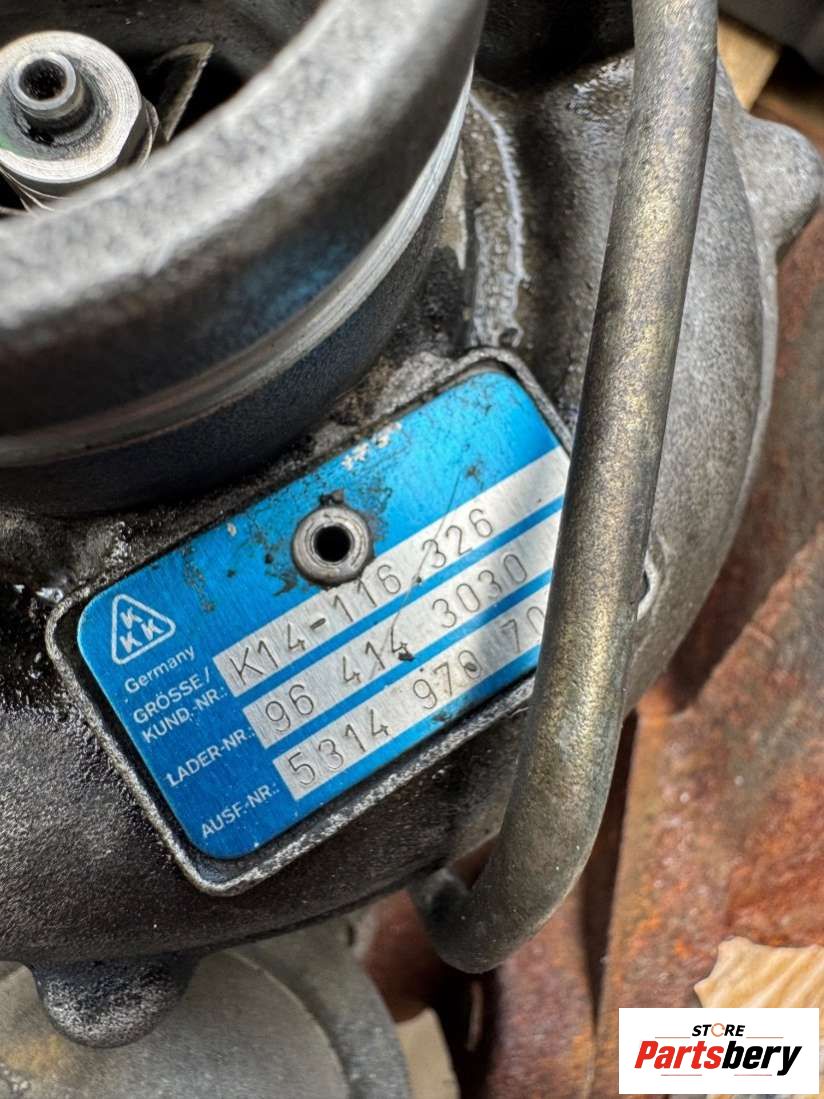 K
K K
Germany
GRÖSSE/
KUND.-NR.: K14-116 326
LADER-NR.: 96 414 3030
AUSF.-NR.: 5314 970 70
STORE
Partsbery